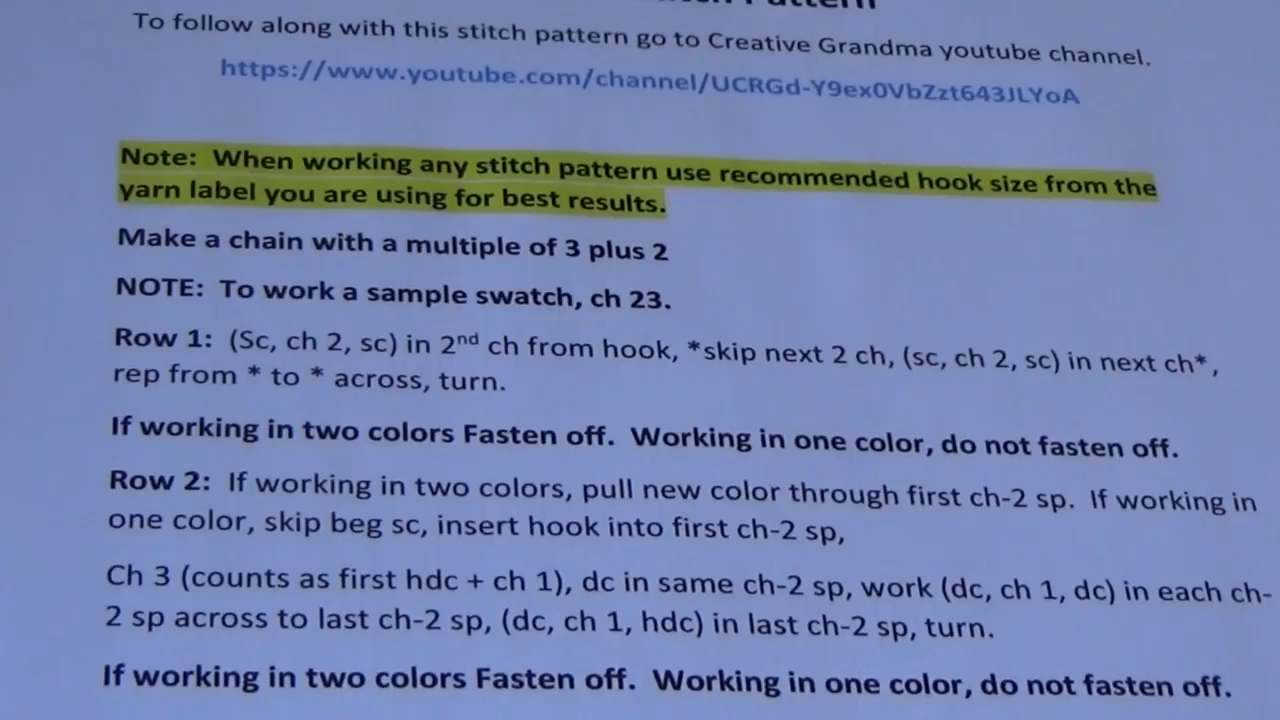 Pattern
To follow along with this stitch pattern go to Creative Grandma youtube channel.
https://www.youtube.com/channel/UCRGd-Y9ex0VbZzt643JLYoA
Note: When working any stitch pattern use recommended hook size from the
yarn label you are using for best results.
Make a chain with a multiple of 3 plus 2
NOTE: To work a sample swatch, ch 23.
Row 1: (Sc, ch 2, sc) in 2nd ch from hook, *skip next 2 ch, (sc, ch 2, sc) in next ch*,
rep from * to * across, turn.
If working in two colors Fasten off. Working in one color, do not fasten off.
Row 2: If working in two colors, pull new color through first ch-2 sp. If working in
one color, skip beg sc, insert hook into first ch-2 sp,
Ch 3 (counts as first hdc + ch 1), dc in same ch-2 sp, work (dc, ch 1, dc) in each ch-
2 sp across to last ch-2 sp, (dc, ch 1, hdc) in last ch-2 sp, turn.
If working in two colors Fasten off. Working in one color, do not fasten off.